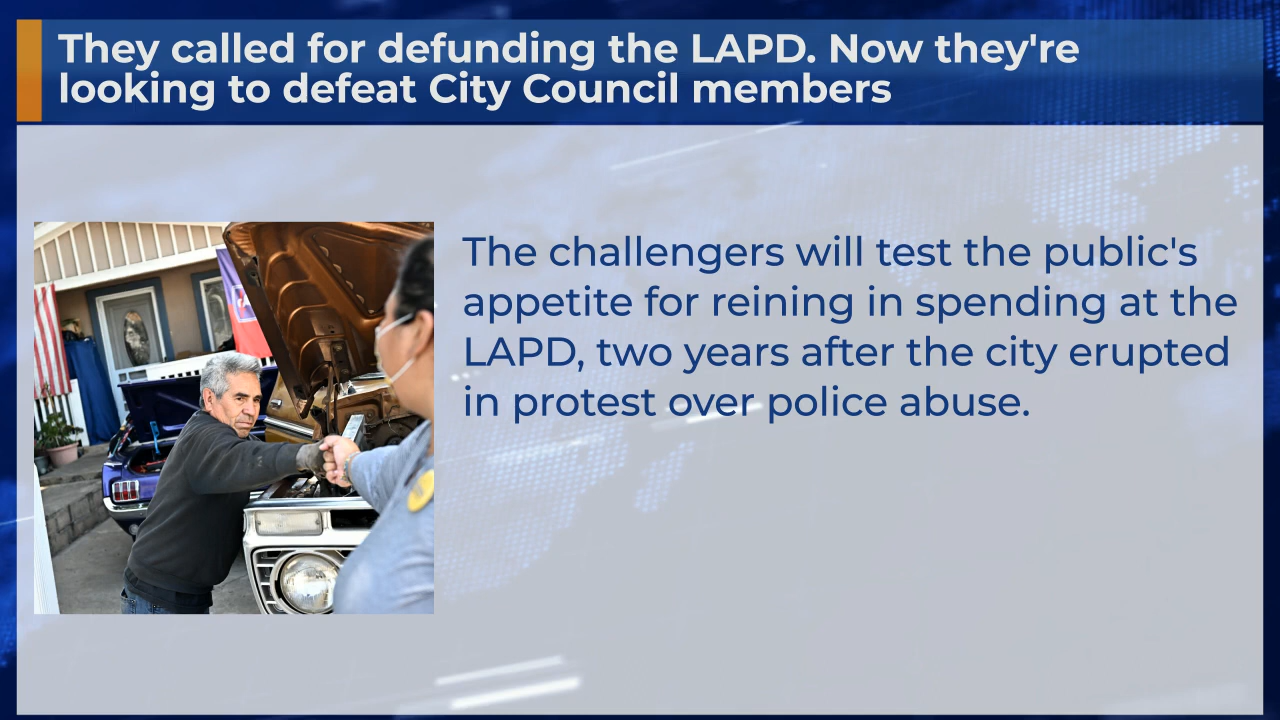 They called for defunding the LAPD. Now they're
looking to defeat City Council members
The challengers will test the public's
appetite for reining in spending at the
LAPD, two years after the city erupted
in protest over police abuse.